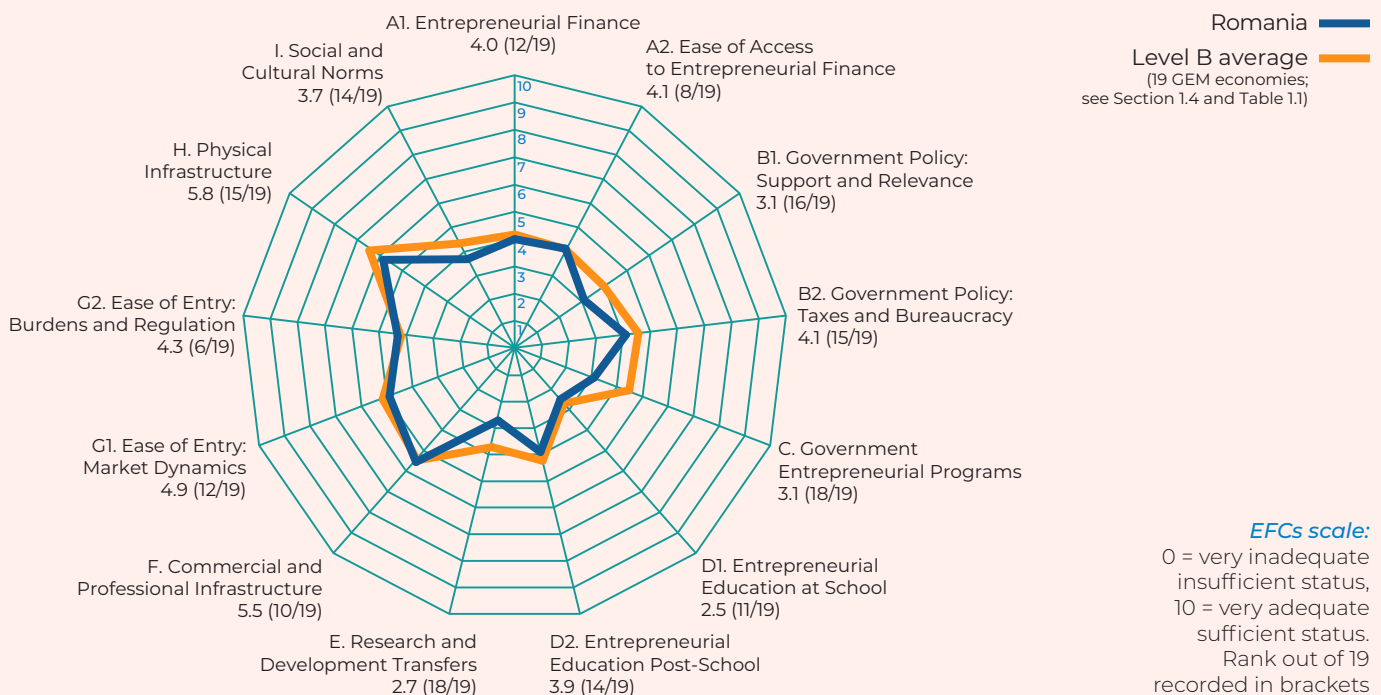 A1. Entrepreneurial Finance
4.0 (12/19)
A2. Ease of Access
to Entrepreneurial Finance
4.1 (8/19)
B1. Government Policy:
Support and Relevance
3.1 (16/19)
B2. Government Policy:
Taxes and Bureaucracy
4.1 (15/19)
C. Government
Entrepreneurial Programs
3.1 (18/19)
D1. Entrepreneurial
Education at School
2.5 (11/19)
D2. Entrepreneurial
Education Post-School
3.9 (14/19)
E. Research and
Development Transfers
2.7 (18/19)
F. Commercial and
Professional Infrastructure
5.5 (10/19)
G1. Ease of Entry:
Market Dynamics
4.9 (12/19)
G2. Ease of Entry:
Burdens and Regulation
4.3 (6/19)
H. Physical
Infrastructure
5.8 (15/19)
I. Social and
Cultural Norms
3.7 (14/19)
10
9
8
7
6
5
4
3
2
1
Romania
Level B average
(19 GEM economies;
see Section 1.4 and Table 1.1)
EFCs scale:
0 = very inadequate
insufficient status,
10 = very adequate
sufficient status.
Rank out of 19
recorded in brackets